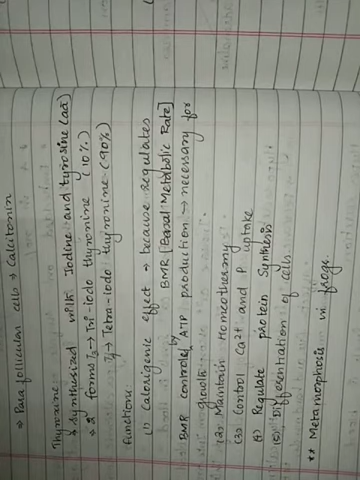 ⇒ Para follicular cells → Calcitonin
Thyroxine
* Synthesized with Iodine and tyrosine (aa)
→ 2 forms T3 → Tri-iodo thyronine (10%)
T4 → Tetra-iodo thyronine (90%)
Functions
(1) Calorigenic effect → because regulates
BMR [Basal Metabolic Rate]
BMR controls by ATP production → necessary for
growth
(2) Maintain Homeothermy
(3) Control Ca2+ and P uptake
(4) Regulate protein synthesis
(5) Differentiation of cells
** Metamorphosis in frogs